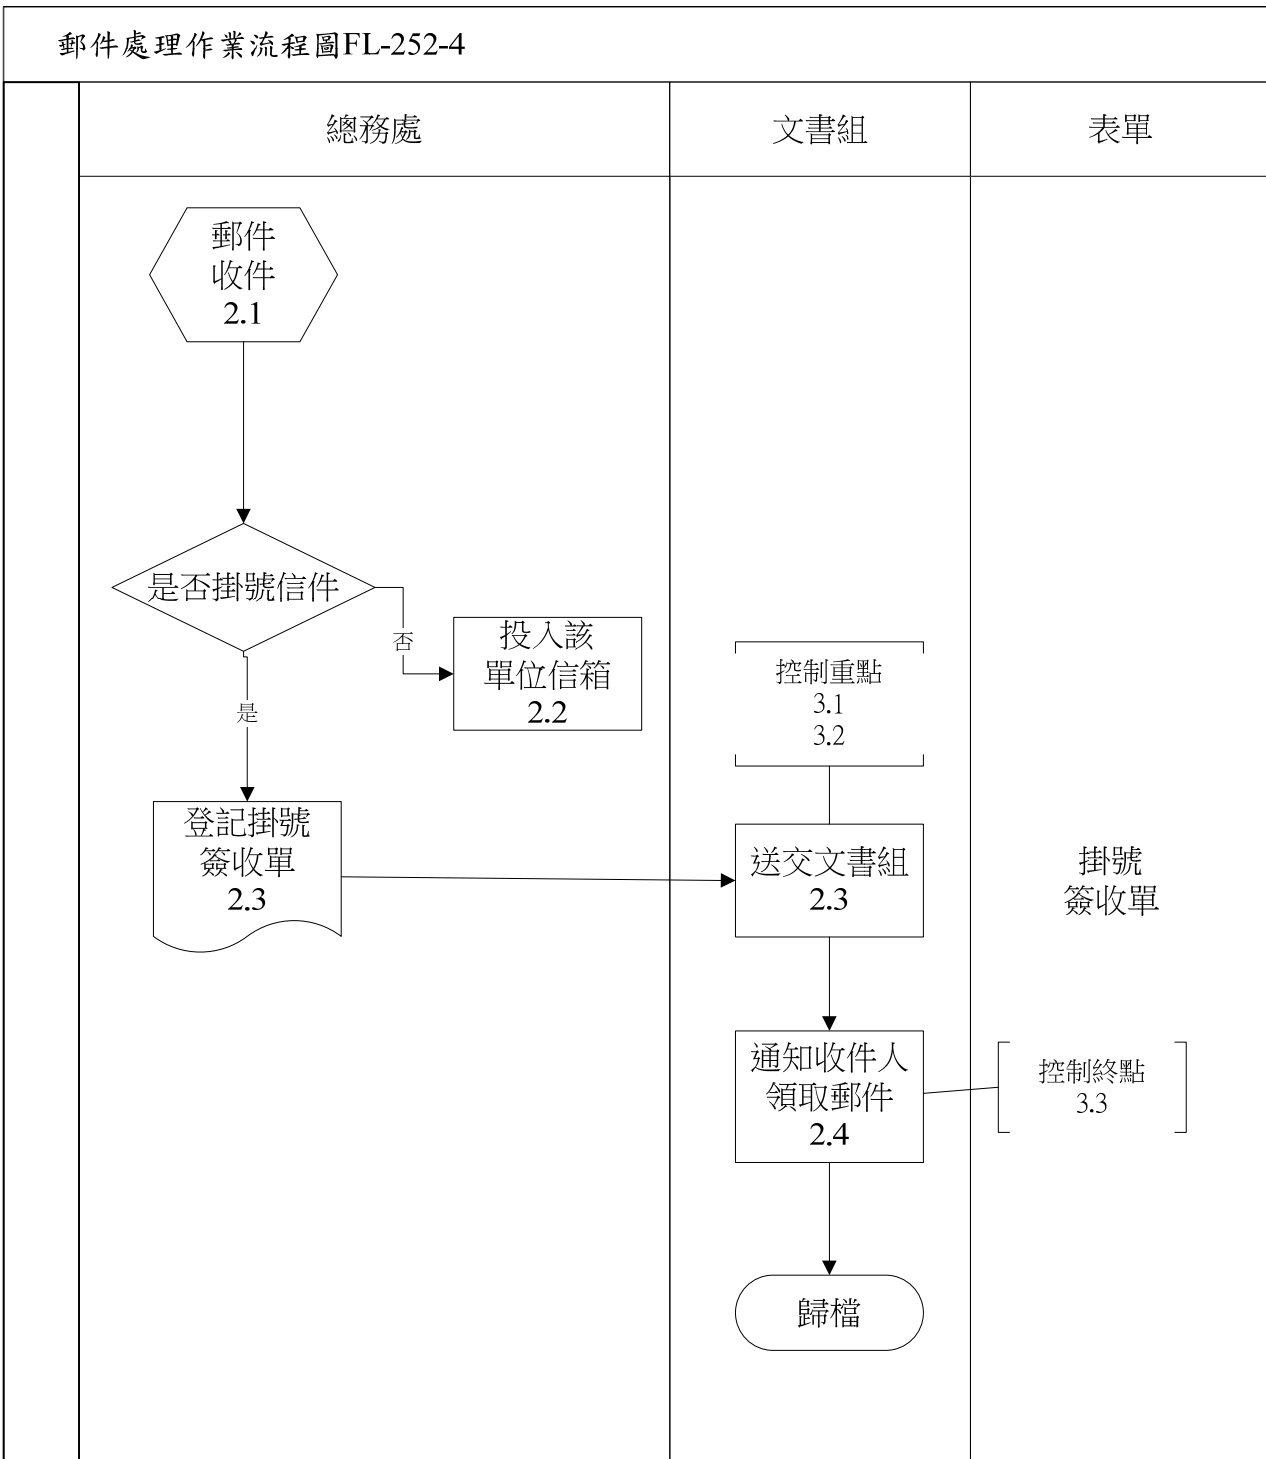 郵件處理作業流程圖FL-252-4
總務處
文書組
表單
郵件
收件
2.1
是否掛號信件
否
是
投入該
單位信箱
2.2
控制重點
3.1
3.2
登記掛號
簽收單
2.3
送交文書組
2.3
掛號
簽收單
通知收件人
領取郵件
2.4
控制終點
3.3
歸檔